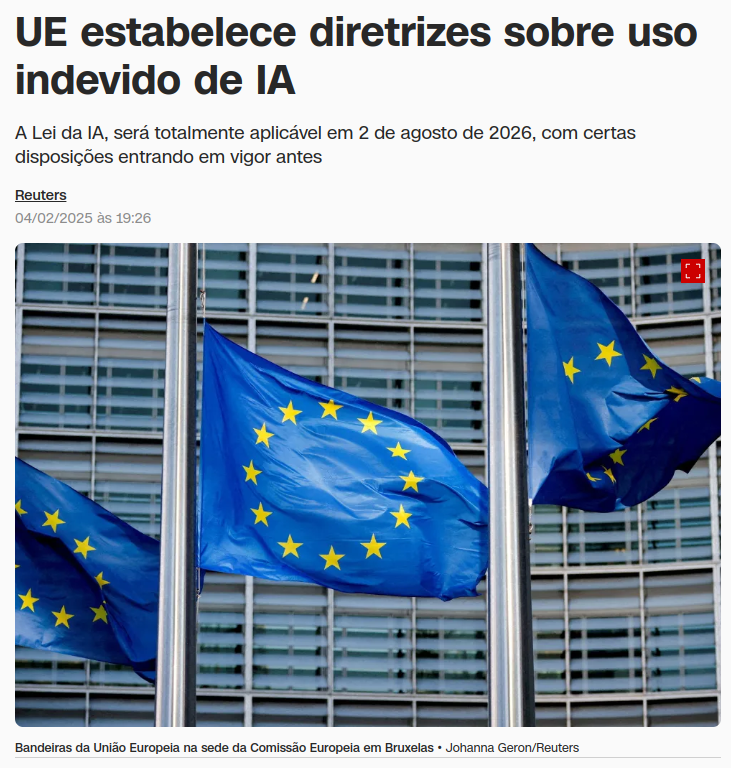 UE estabelece diretrizes sobre uso
indevido de IA
A Lei da IA, será totalmente aplicável em 2 de agosto de 2026, com certas
disposições entrando em vigor antes
Reuters
04/02/2025 às 19:26
Bandeiras da União Europeia na sede da Comissão Europeia em Bruxelas • Johanna Geron/Reuters